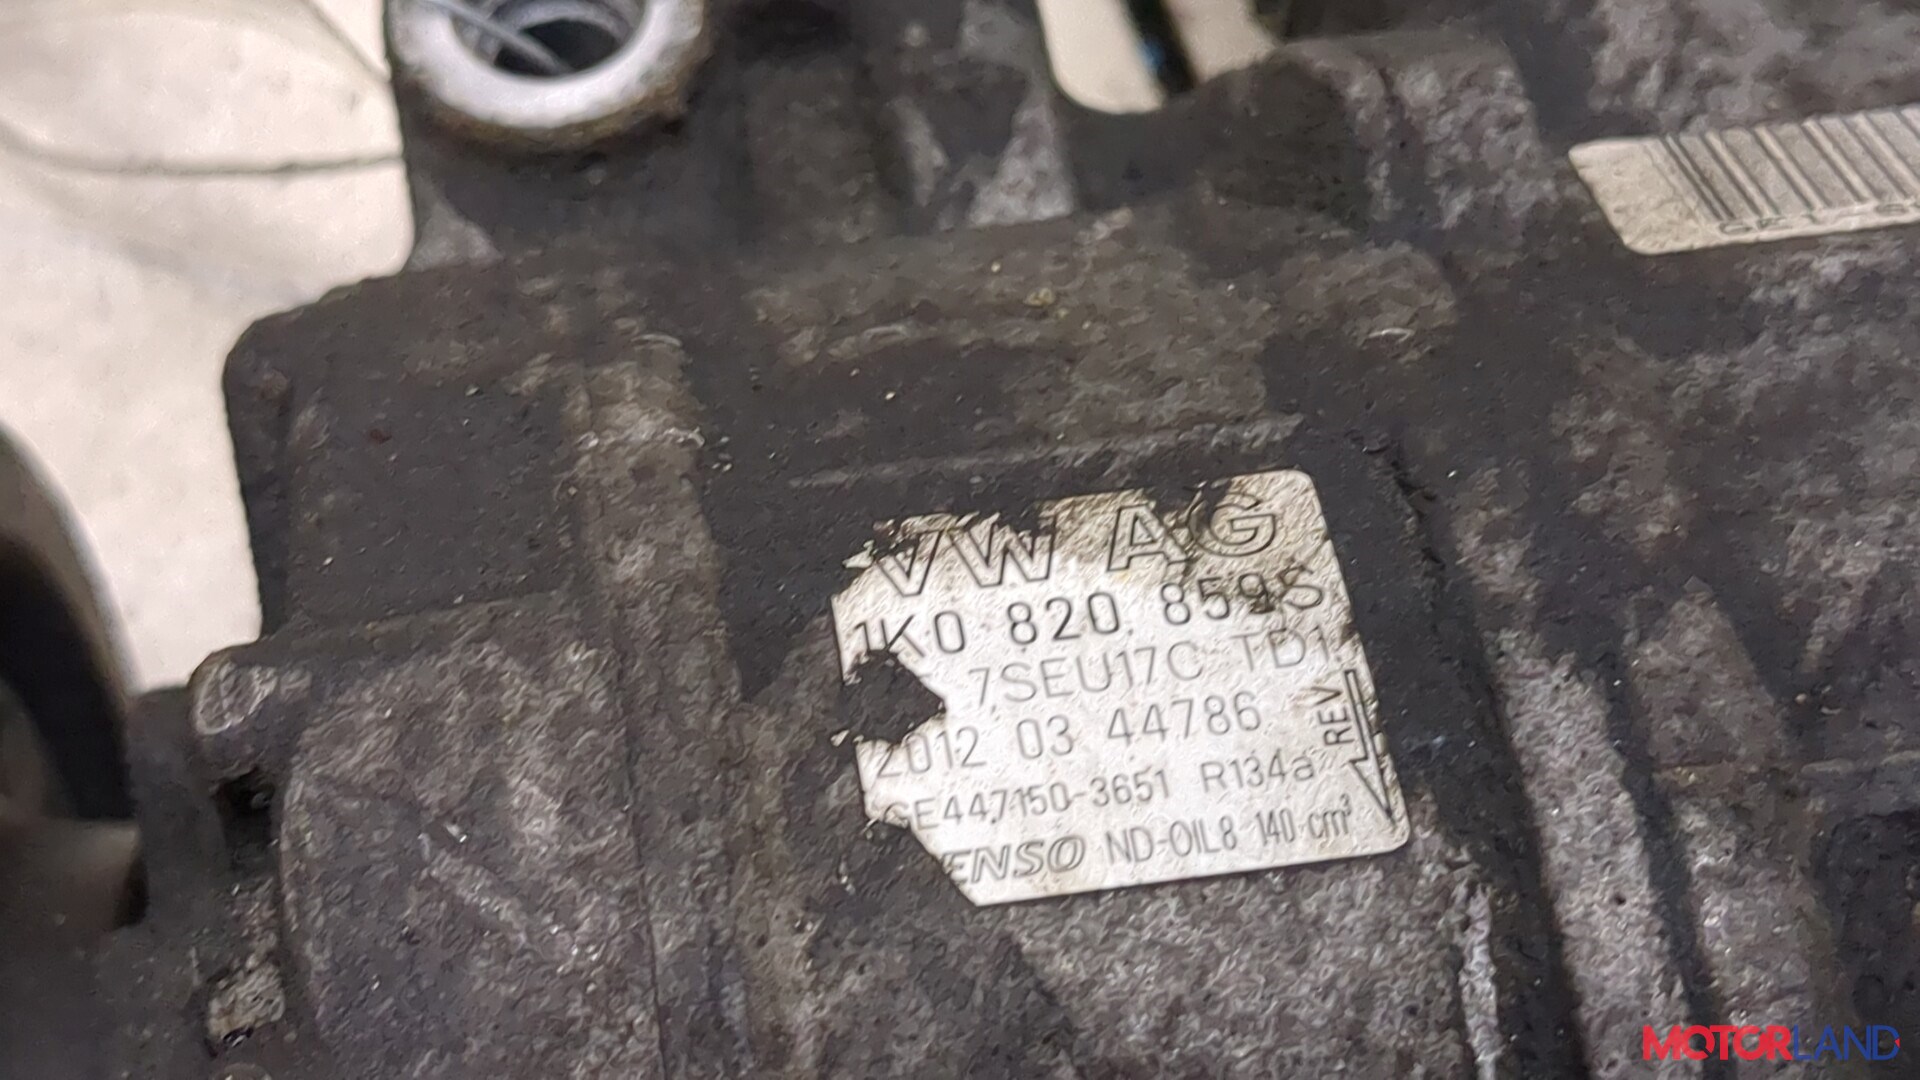 VW AG
1K0 820 859S
7SEU17C TD1
2012 03 44786
REV
GE447150-3651 R134a
ENSO ND-OIL8 140 cm³
MOTORLAND